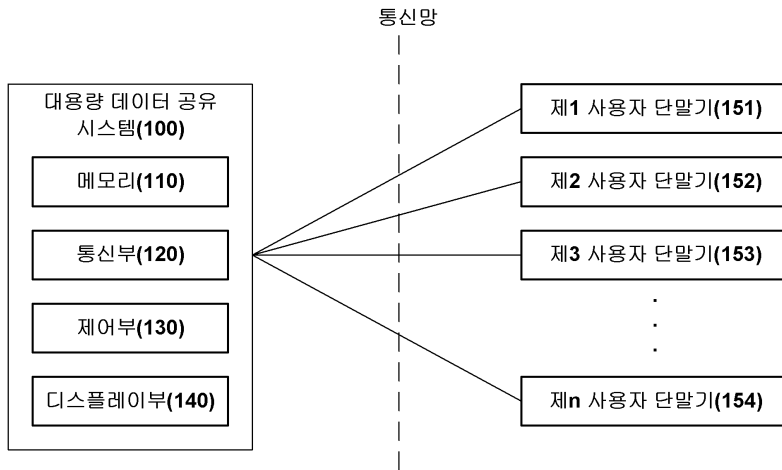 통신망
대용량 데이터 공유
시스템(100)
메모리(110)
통신부(120)
제어부(130)
디스플레이부(140)
제1 사용자 단말기(151)
제2 사용자 단말기(152)
제3 사용자 단말기(153)
제n 사용자 단말기(154)